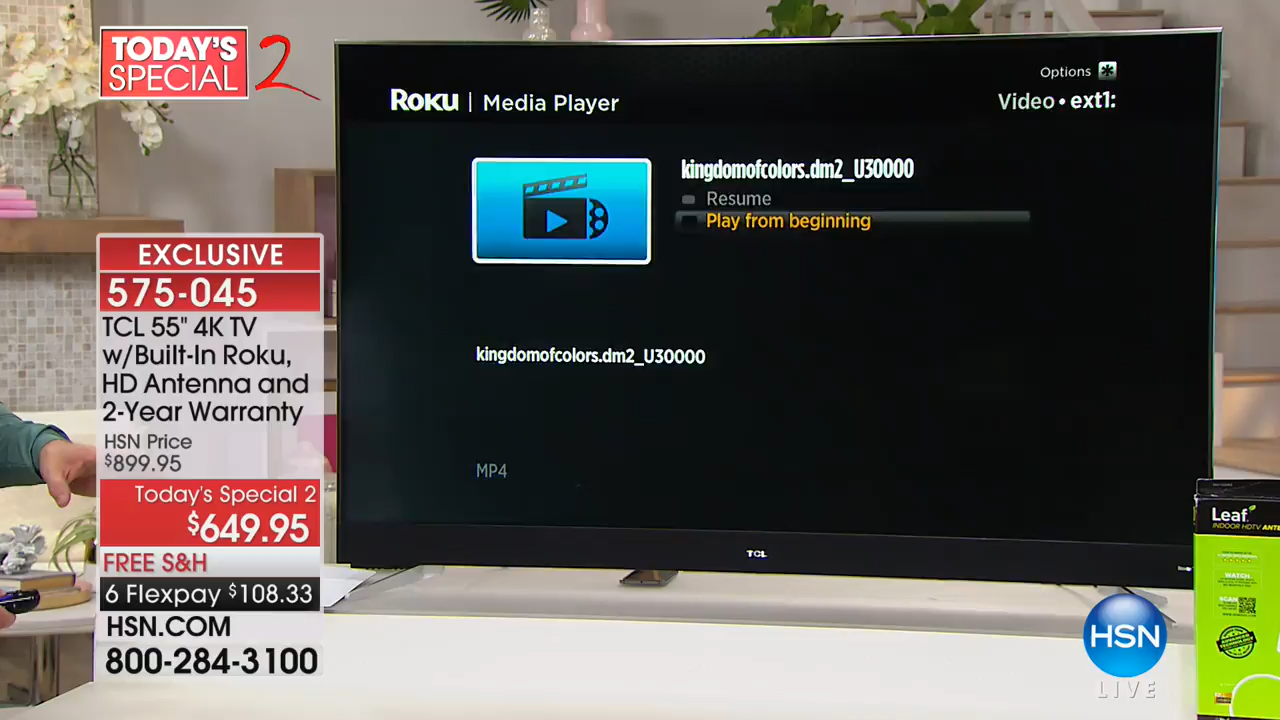 TODAY'S
SPECIAL 2
EXCLUSIVE
575-045
TCL 55" 4K TV
w/Built-In Roku,
HD Antenna and
2-Year Warranty
HSN Price
$899.95
Today's Special 2
$649.95
FREE S&H
6 Flexpay $108.33
HSN.COM
800-284-3100
Options *
ROKU | Media Player
Video • ext1:
kingdomofcolors.dm2_U30000
Resume
Play from beginning
kingdomofcolors.dm2_U30000
MP4
TCL
Leaf
INDOOR HDTV ANTE
WATCH
SCAN
HSN
LIVE